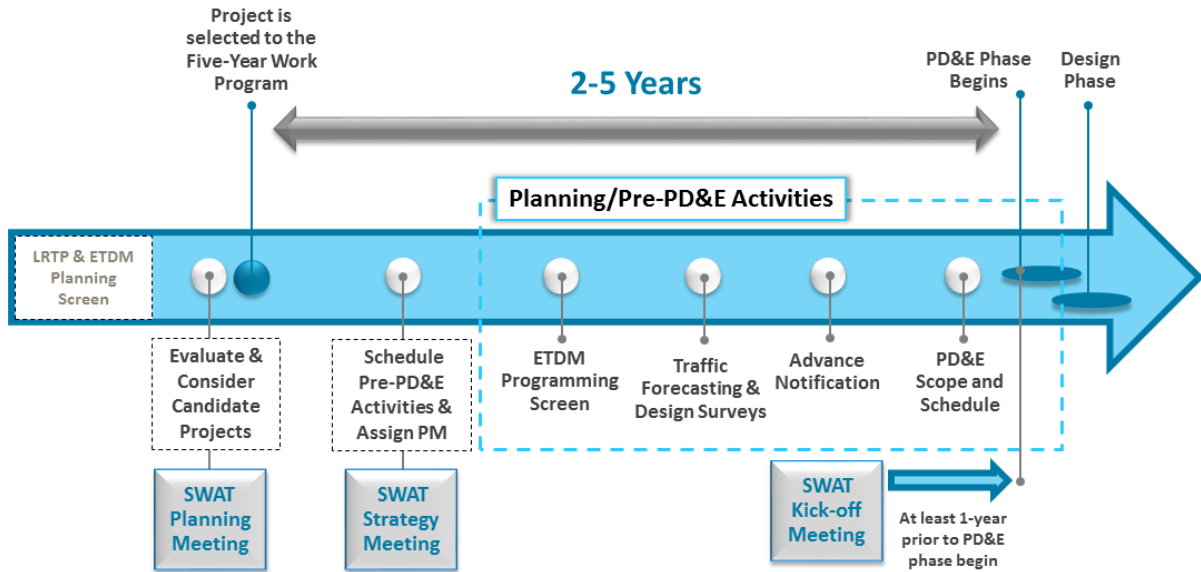 Project is
selected to the
Five-Year Work
Program
2-5 Years
PD&E Phase
Begins
Design
Phase
Planning/Pre-PD&E Activities
LRTP & ETDM
Planning
Screen
Evaluate &
Consider
Candidate
Projects
Schedule
Pre-PD&E
Activities &
Assign PM
ETDM
Programming
Screen
Traffic
Forecasting &
Design Surveys
Advance
Notification
PD&E
Scope and
Schedule
SWAT
Planning
Meeting
SWAT
Strategy
Meeting
SWAT
Kick-off
Meeting
At least 1-year
prior to PD&E
phase begin